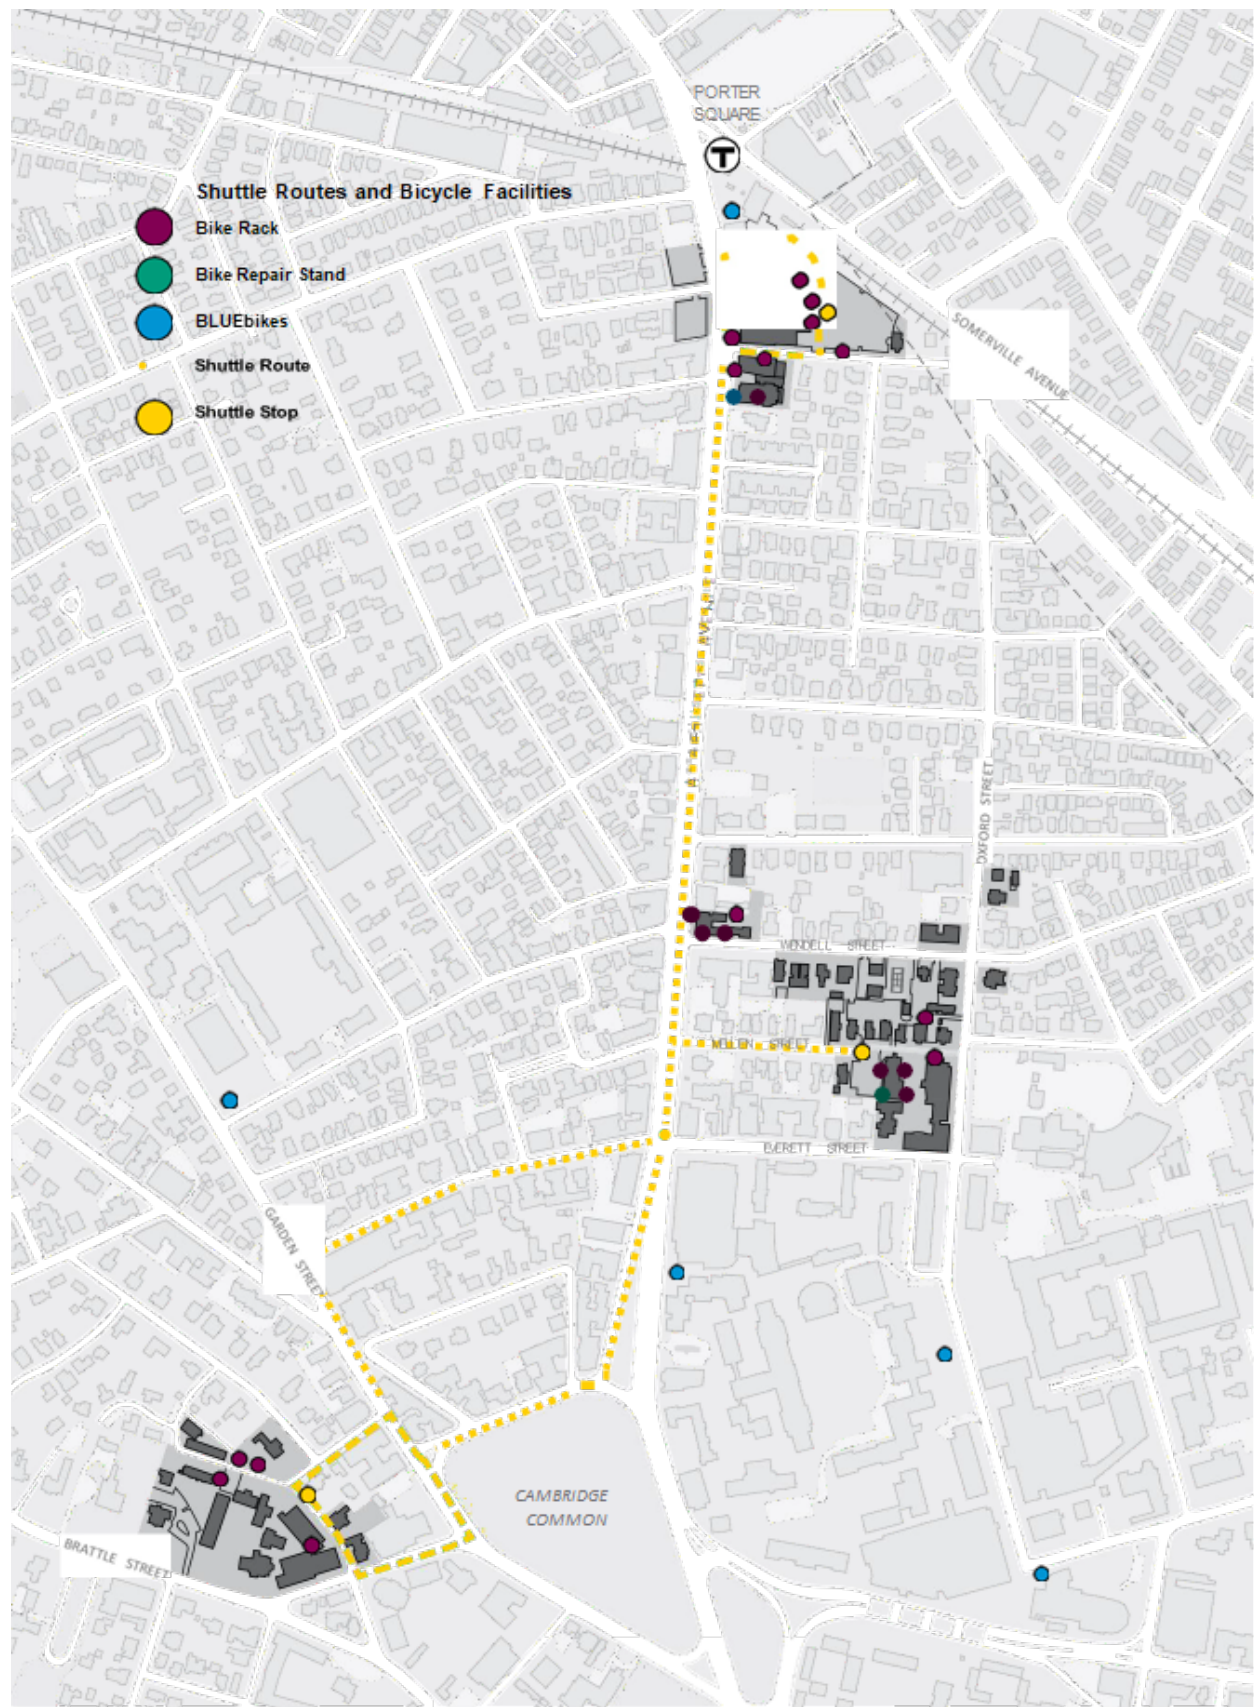 PORTER
SQUARE
T
Shuttle Routes and Bicycle Facilities
Bike Rack
Bike Repair Stand
BLUEbikes
Shuttle Route
Shuttle Stop
SOMERVILLE AVENUE
OXFORD STREET
WENDELL STREET
MELLEN STREET
EVERETT STREET
GARDEN STREET
CAMBRIDGE
COMMON
BRATTLE STREET